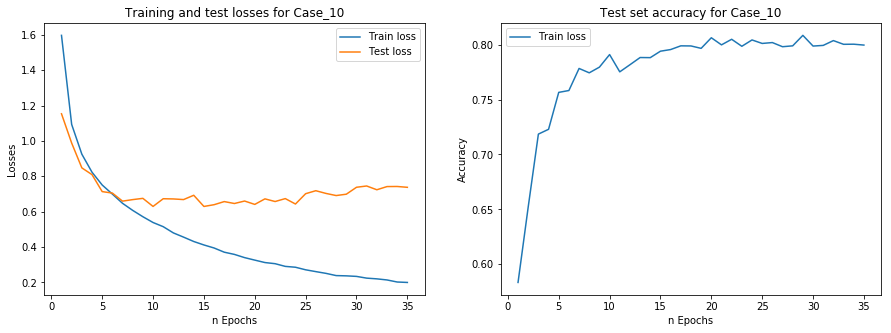 Training and test losses for Case_10
1.6
1.4
1.2
1.0
0.8
0.6
0.4
0.2
Losses
Train loss
Test loss
0 5 10 15 20 25 30 35
n Epochs
Test set accuracy for Case_10
0.80
0.75
0.70
0.65
0.60
Accuracy
Train loss
0 5 10 15 20 25 30 35
n Epochs